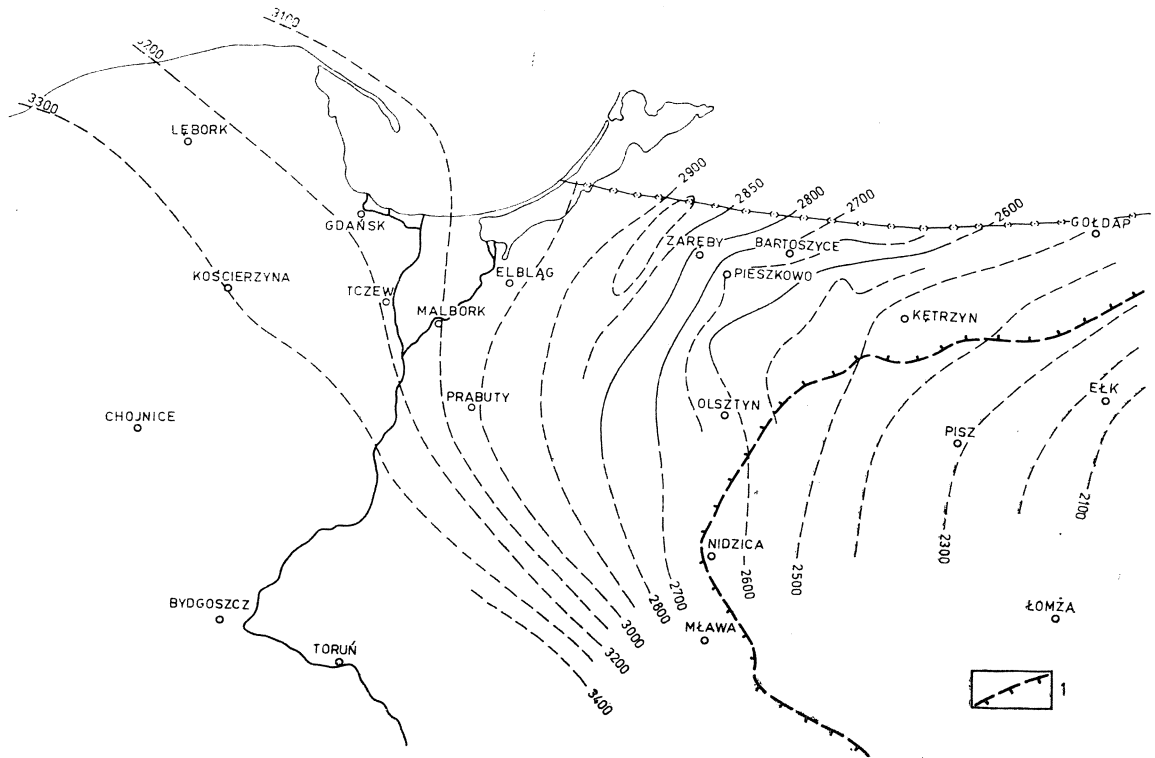 3100
3200
3300
LĘBORK
2900
2850
2800
2700
2600
GDAŃSK
ZARĘBY
BARTOSZYCE
GOŁDAP
KOŚCIERZYNA
TCZEW
ELBLĄG
PIESZKOWO
MALBORK
KĘTRZYN
PRABUTY
OLSZTYN
EŁK
CHOJNICE
PISZ
2100
NIDZICA
2300
2500
2600
2700
2800
BYDGOSZCZ
ŁOMŻA
3000
MŁAWA
TORUŃ
3200
3400
1